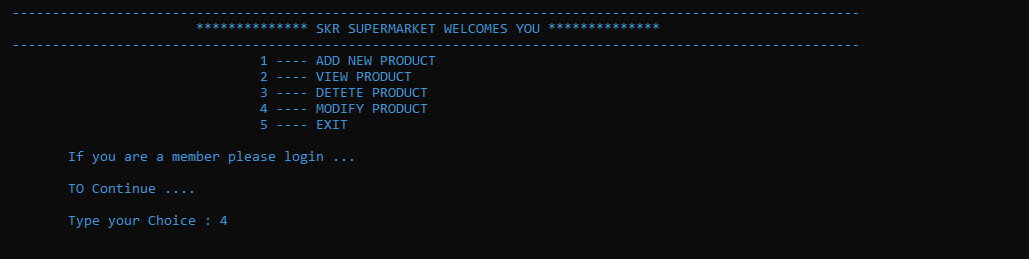 ----------------------------------------------------------------------------------------------------------
************** SKR SUPERMARKET WELCOMES YOU **************
----------------------------------------------------------------------------------------------------------
1 ---- ADD NEW PRODUCT
2 ---- VIEW PRODUCT
3 ---- DETETE PRODUCT
4 ---- MODIFY PRODUCT
5 ---- EXIT
If you are a member please login ...
TO Continue ....
Type your Choice : 4